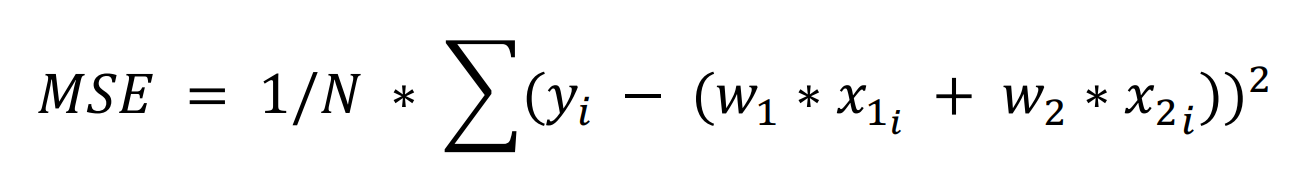 MSE = 1/N * ∑(yᵢ − (w₁ * x₁ᵢ + w₂ * x₂ᵢ))²